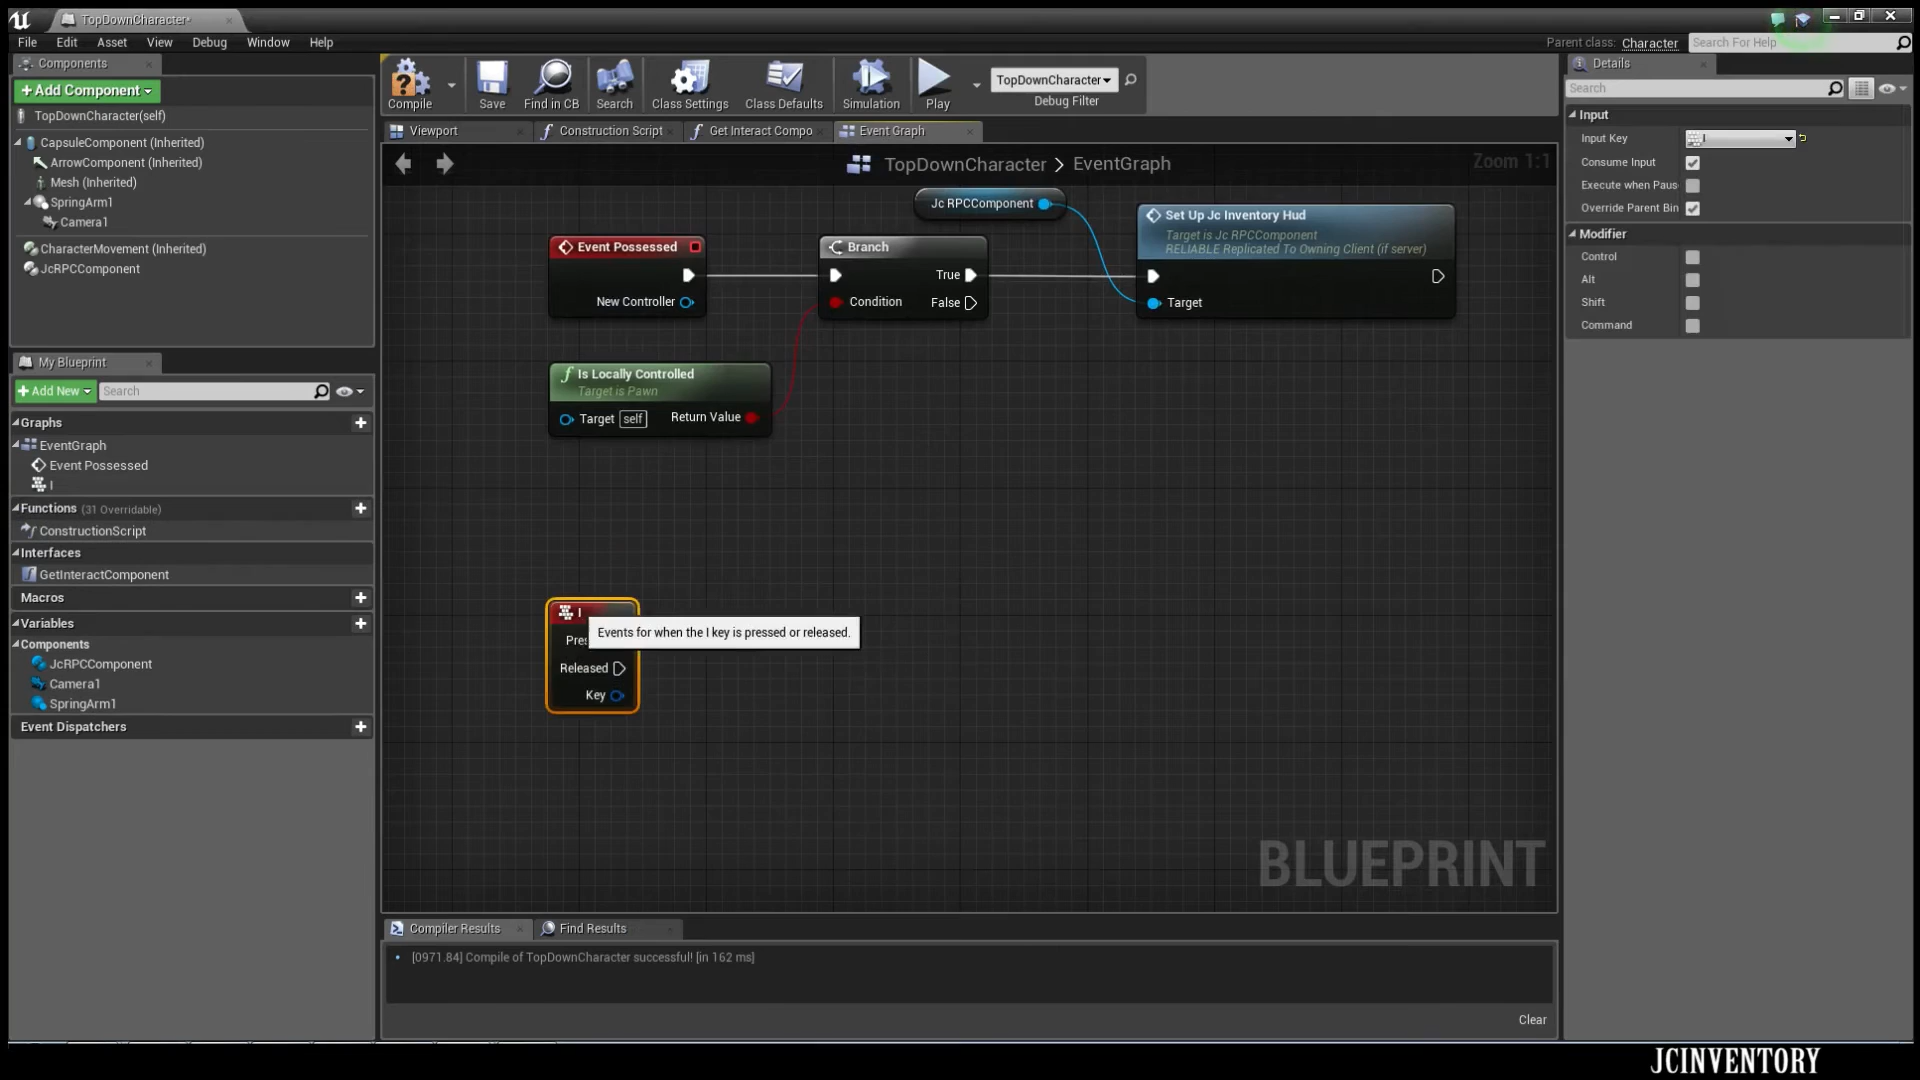 TopDownCharacter*
File Edit Asset View Debug Window Help
Parent class: Character Search For Help
Components
+Add Component
TopDownCharacter(self)
CapsuleComponent (Inherited)
ArrowComponent (Inherited)
Mesh (Inherited)
SpringArm1
Camera1
CharacterMovement (Inherited)
JcRPCComponent
My Blueprint
+Add New Search
Graphs
EventGraph
Event Possessed
I
Functions (31 Overridable)
ConstructionScript
Interfaces
GetInteractComponent
Macros
Variables
Components
JcRPCComponent
Camera1
SpringArm1
Event Dispatchers
Compile Save Find in CB Search Class Settings Class Defaults Simulation Play
TopDownCharacter
Debug Filter
Viewport Construction Script Get Interact Compo Event Graph
TopDownCharacter > EventGraph Zoom 1:1
Jc RPCComponent
Event Possessed
New Controller
Branch
True
Condition False
Set Up Jc Inventory Hud
Target is Jc RPCComponent
RELIABLE Replicated To Owning Client (if server)
Target
Is Locally Controlled
Target is Pawn
Target self Return Value
I
Pres
Released
Key
Events for when the I key is pressed or released.
BLUEPRINT
Compiler Results Find Results
[0971.84] Compile of TopDownCharacter successful! [in 162 ms]
Clear
Details
Search
Input
Input Key I
Consume Input
Execute when Paus
Override Parent Bin
Modifier
Control
Alt
Shift
Command
JCINVENTORY